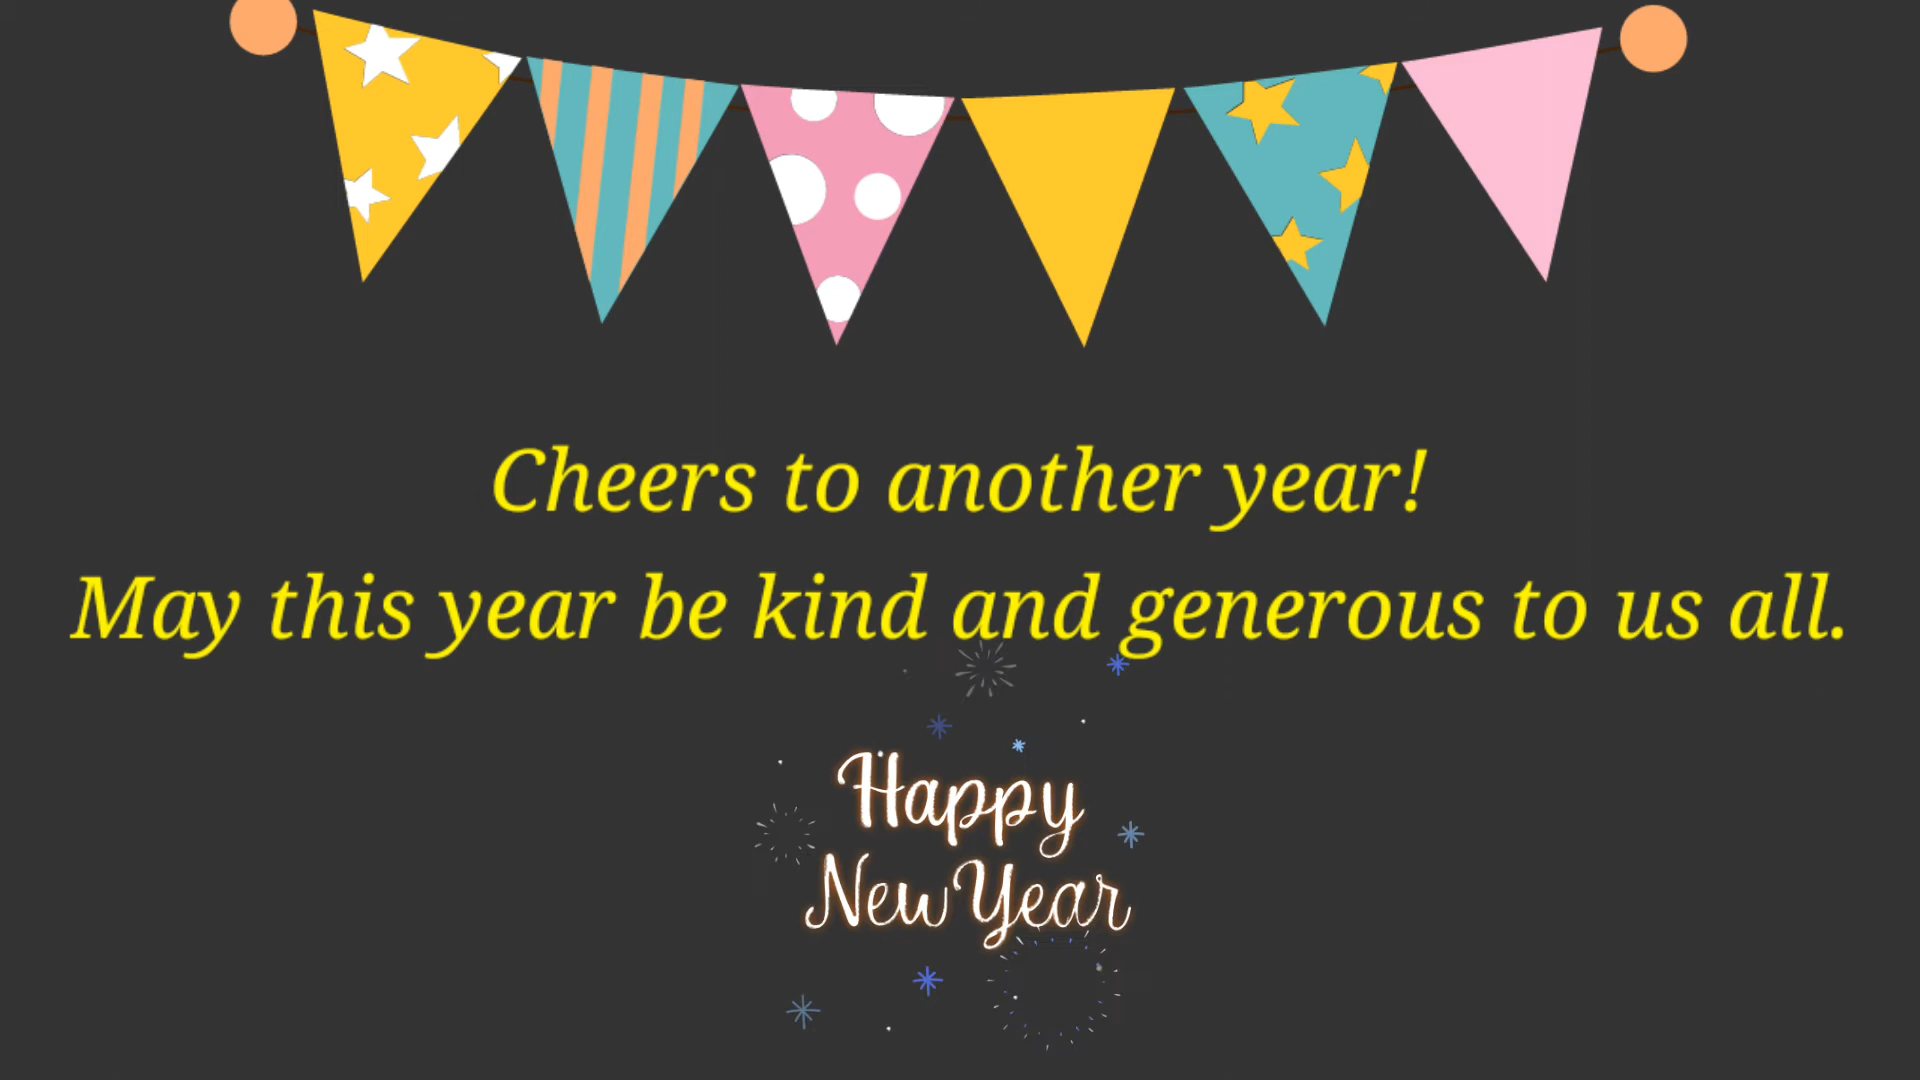 Cheers to another year!
May this year be kind and generous to us all.
Happy
New Year